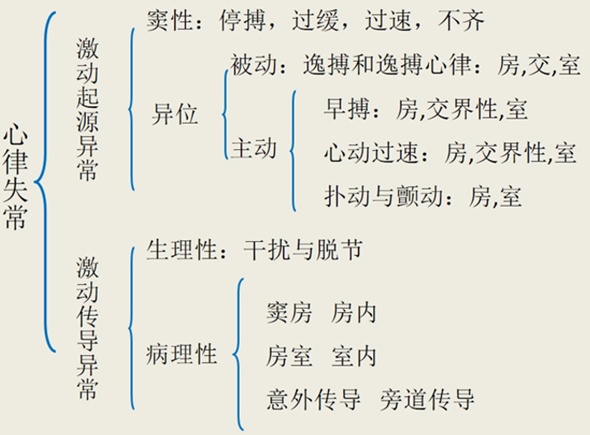 心律失常
激动起源异常
窦性：停搏，过缓，过速，不齐
异位
被动：逸搏和逸搏心律：房,交,室
主动
早搏：房,交界性,室
心动过速：房,交界性,室
扑动与颤动：房,室
激动传导异常
生理性：干扰与脱节
病理性
窦房 房内
房室 室内
意外传导 旁道传导